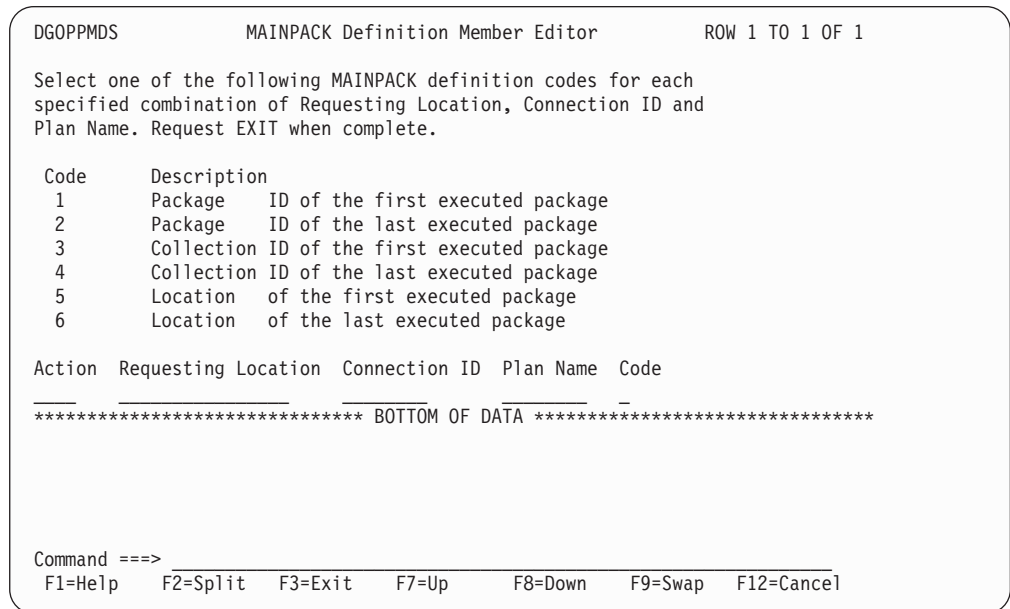 DGOPPMDS MAINPACK Definition Member Editor ROW 1 TO 1 OF 1
Select one of the following MAINPACK definition codes for each
specified combination of Requesting Location, Connection ID and
Plan Name. Request EXIT when complete.
Code Description
1 Package ID of the first executed package
2 Package ID of the last executed package
3 Collection ID of the first executed package
4 Collection ID of the last executed package
5 Location of the first executed package
6 Location of the last executed package
Action Requesting Location Connection ID Plan Name Code
____ ________________ ________ ________ _
******************************* BOTTOM OF DATA ********************************
Command ===> ______________________________________________________________
F1=Help F2=Split F3=Exit F7=Up F8=Down F9=Swap F12=Cancel